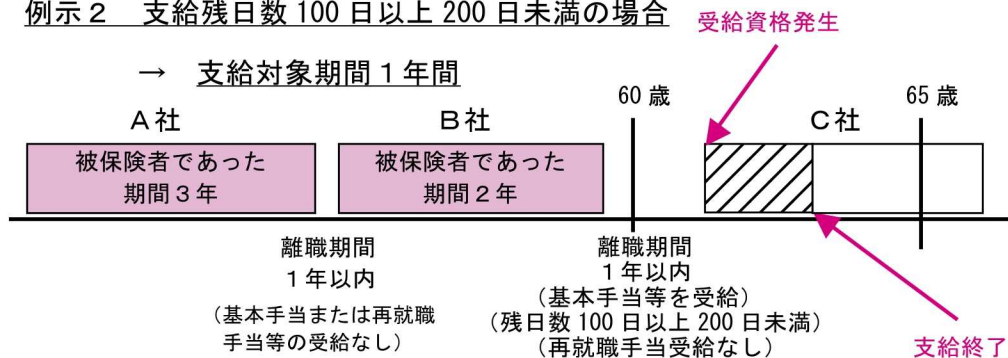 例示２　支給残日数 100 日以上 200 日未満の場合
→　支給対象期間１年間
受給資格発生
60 歳
65 歳
Ａ社
Ｂ社
Ｃ社
被保険者であった
期間３年
被保険者であった
期間２年
離職期間
１年以内
（基本手当または再就職
手当等の受給なし）
離職期間
１年以内
（基本手当等を受給）
（残日数 100 日以上 200 日未満）
（再就職手当受給なし）
支給終了